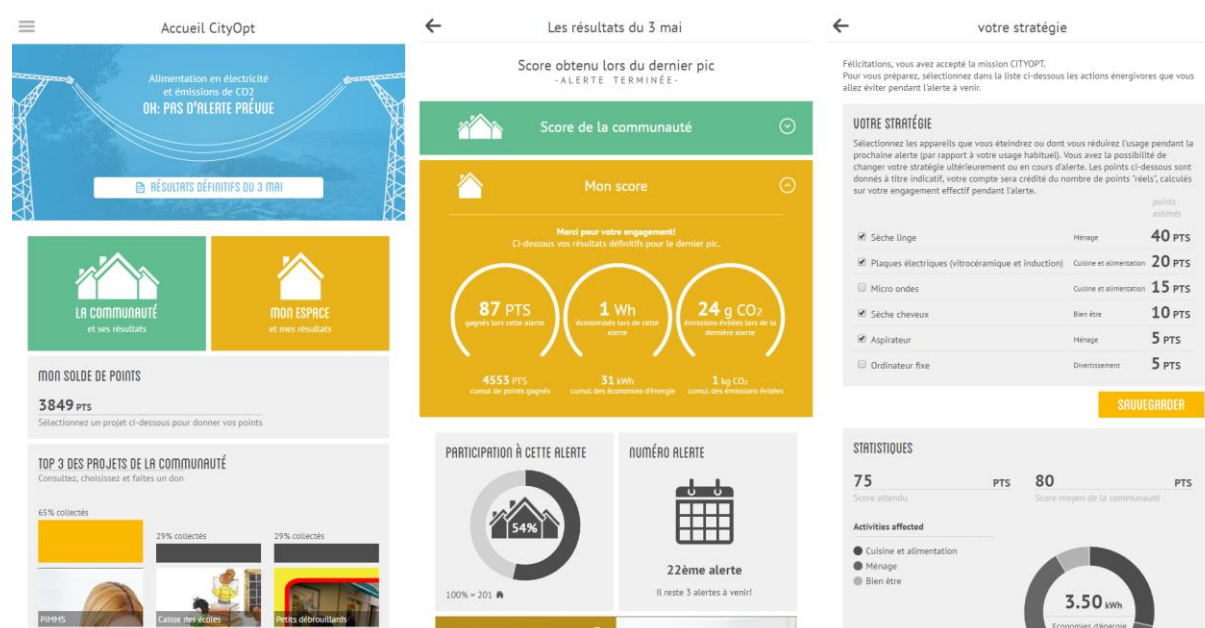 Accueil CityOpt
Alimentation en électricité
et émissions de CO2
OK: PAS D'ALERTE PRÉVUE
RÉSULTATS DÉFINITIFS DU 3 MAI
LA COMMUNAUTÉ
et ses résultats
MON ESPACE
et mes résultats
MON SOLDE DE POINTS
3849 PTS
Sélectionnez un projet ci-dessous pour donner vos points
TOP 3 DES PROJETS DE LA COMMUNAUTÉ
Consultez, choisissez et faites un don
65% collectés
29% collectés
29% collectés
PIMMS
Caisse des écoles
Petits débrouillards
Les résultats du 3 mai
Score obtenu lors du dernier pic
-ALERTE TERMINÉE-
Score de la communauté
Mon score
Merci pour votre engagement!
Ci-dessous vos résultats définitifs pour le dernier pic.
87 PTS
gagnés lors cette alerte
1 Wh
économisés lors de cette
alerte
24 g CO2
émissions évitées lors de la
dernière alerte
4553 PTS
cumul de points gagnés
31 kWh
cumul des économies d'énergie
1 kg CO2
cumul des émissions évitées
PARTICIPATION À CETTE ALERTE
54%
100% = 201
NUMÉRO ALERTE
22ème alerte
Il reste 3 alertes à venir!
votre stratégie
Félicitations, vous avez accepté la mission CITYOPT.
Pour vous préparez, sélectionnez dans la liste ci-dessous les actions énergivores que vous
allez éviter pendant l'alerte à venir.
VOTRE STRATÉGIE
Sélectionnez les appareils que vous éteindrez ou dont vous réduirez l'usage pendant la
prochaine alerte (par rapport à votre usage habituel). Vous avez la possibilité de
changer votre stratégie ultérieurement ou en cours d'alerte. Les points ci-dessous sont
donnés à titre indicatif, votre compte sera crédité du nombre de points "réels", calculés
sur votre engagement effectif pendant l'alerte.
points
estimés
Sèche linge Ménage 40 PTS
Plaques électriques (vitrocéramique et induction) Cuisine et alimentation 20 PTS
Micro ondes Cuisine et alimentation 15 PTS
Sèche cheveux Bien être 10 PTS
Aspirateur Ménage 5 PTS
Ordinateur fixe Divertissement 5 PTS
SAUVEGARDER
STATISTIQUES
75 PTS
Score attendu
80 PTS
Score moyen de la communauté
Activities affected
Cuisine et alimentation
Ménage
Bien être
3.50 kWh
Economies d'énergie